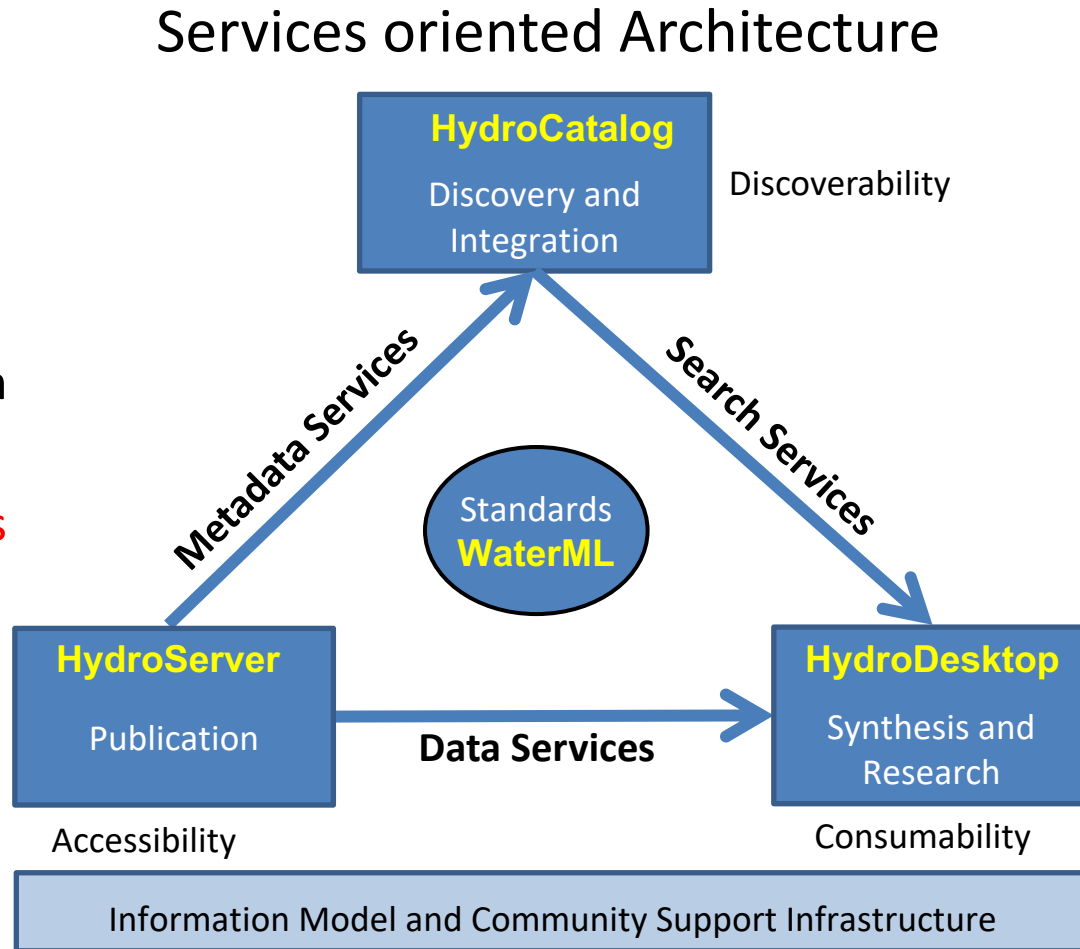 Services oriented Architecture
HydroCatalog
Discovery and
Integration
Discoverability
Metadata Services
Search Services
Standards
WaterML
HydroServer
Publication
Data Services
HydroDesktop
Synthesis and
Research
Accessibility
Consumability
Information Model and Community Support Infrastructure